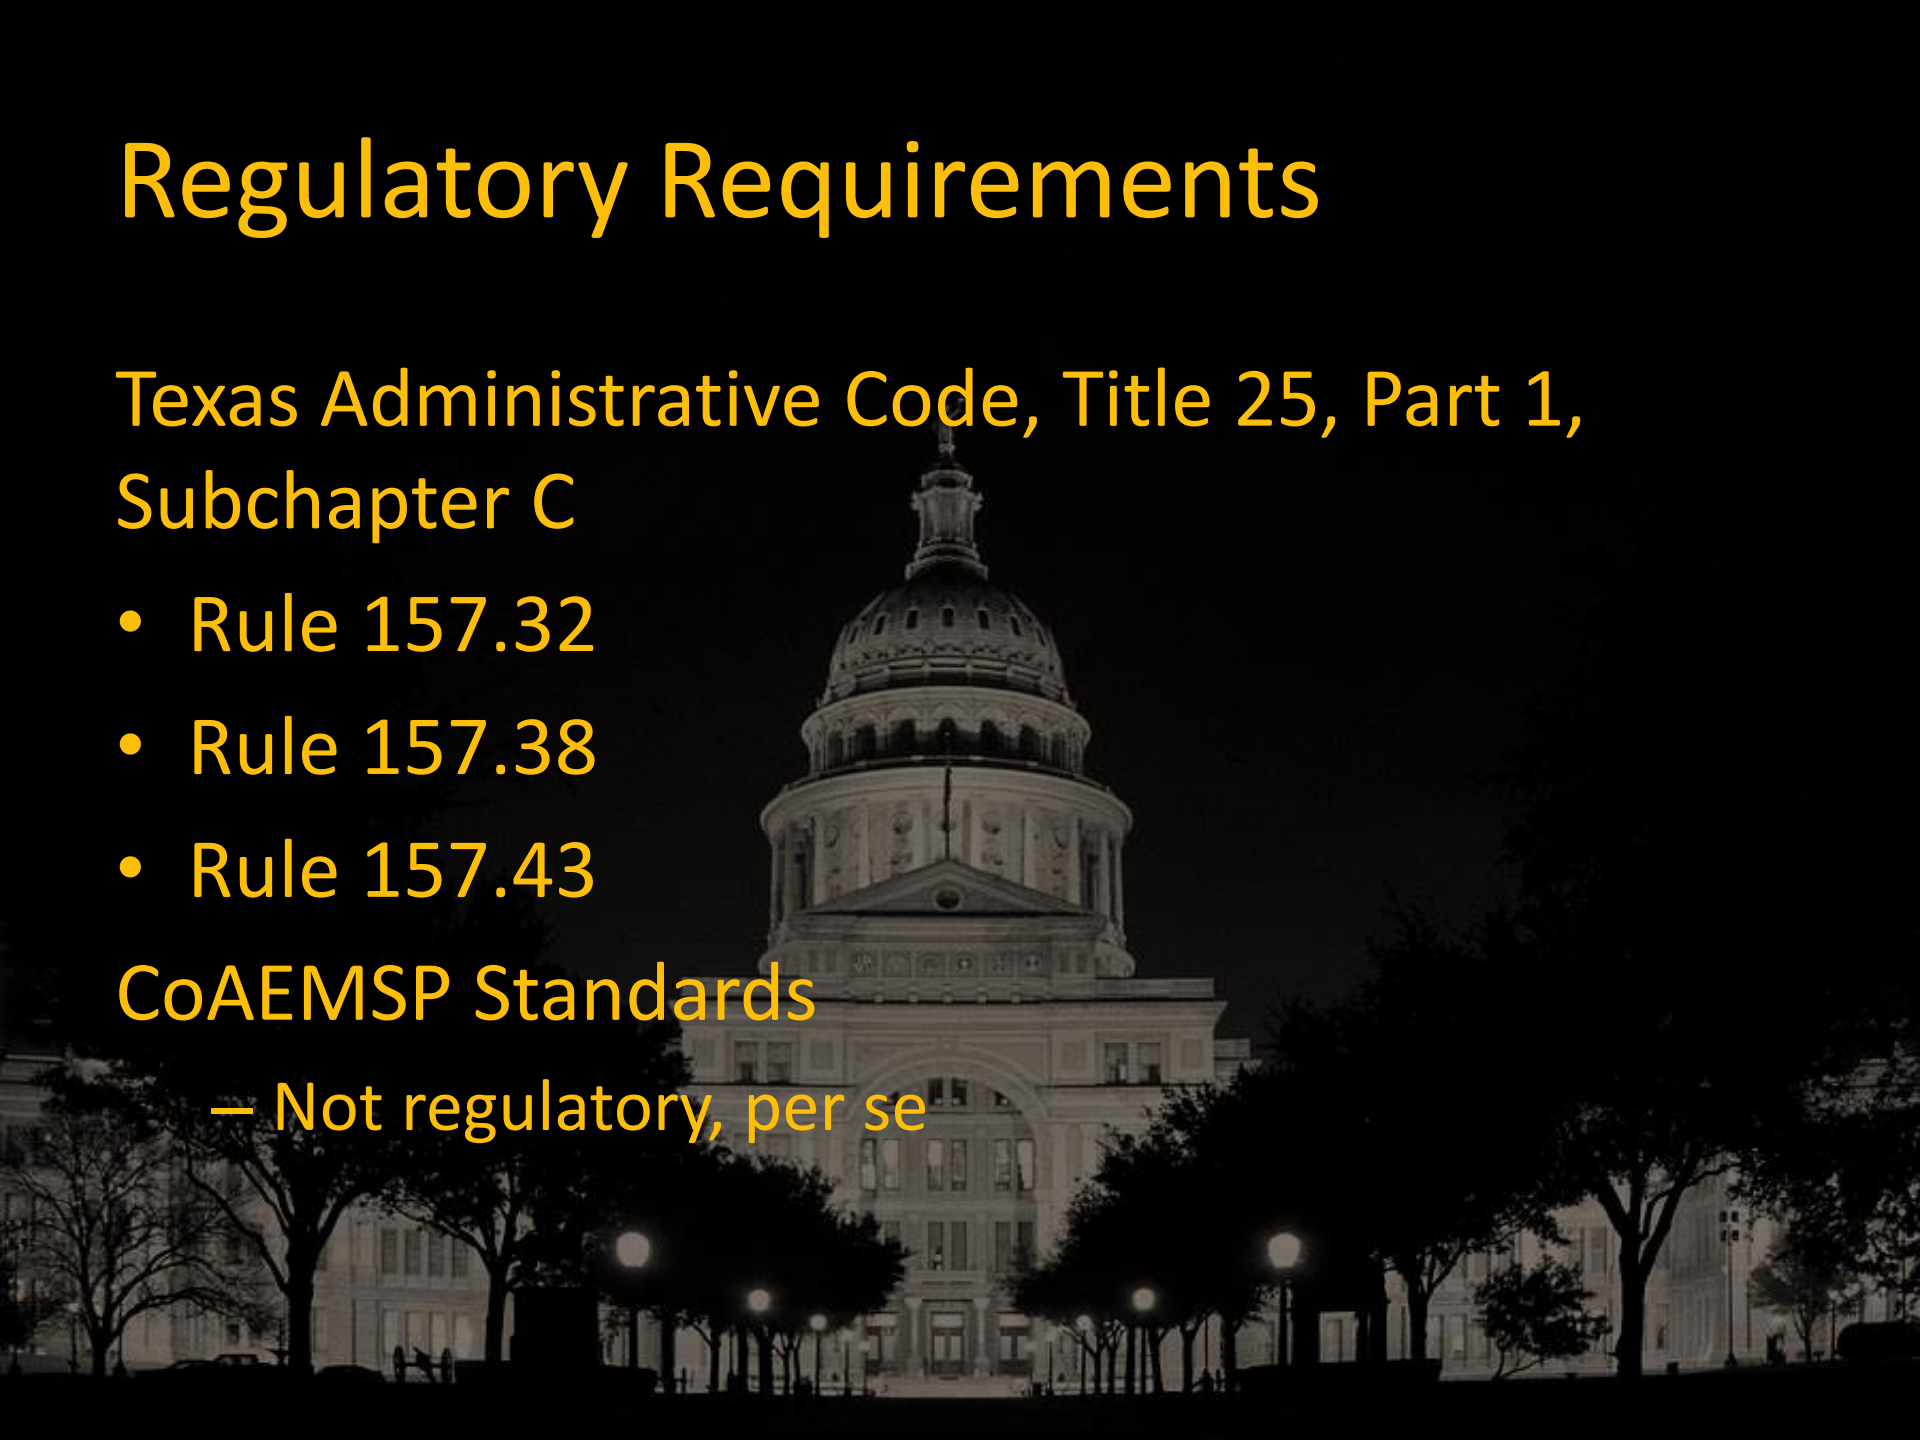 Regulatory Requirements
Texas Administrative Code, Title 25, Part 1,
Subchapter C
• Rule 157.32
• Rule 157.38
• Rule 157.43
CoAEMSP Standards
– Not regulatory, per se